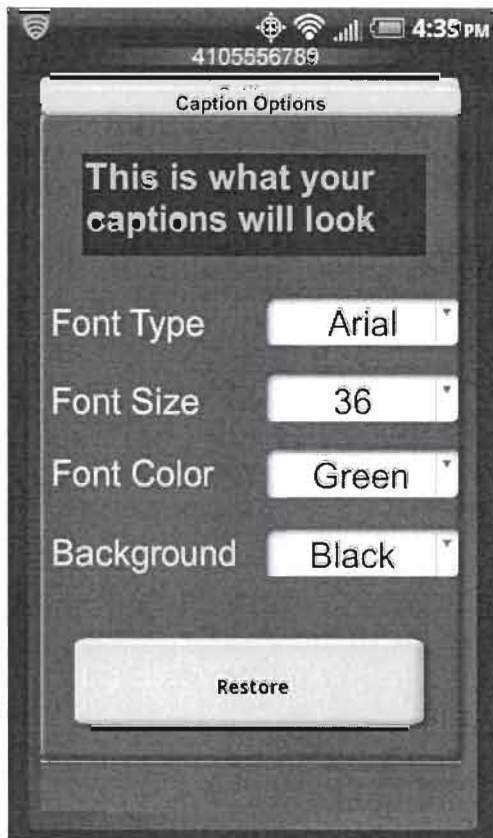 4:35 PM
4105556789
Caption Options
This is what your
captions will look
Font Type
Arial
Font Size
36
Font Color
Green
Background
Black
Restore